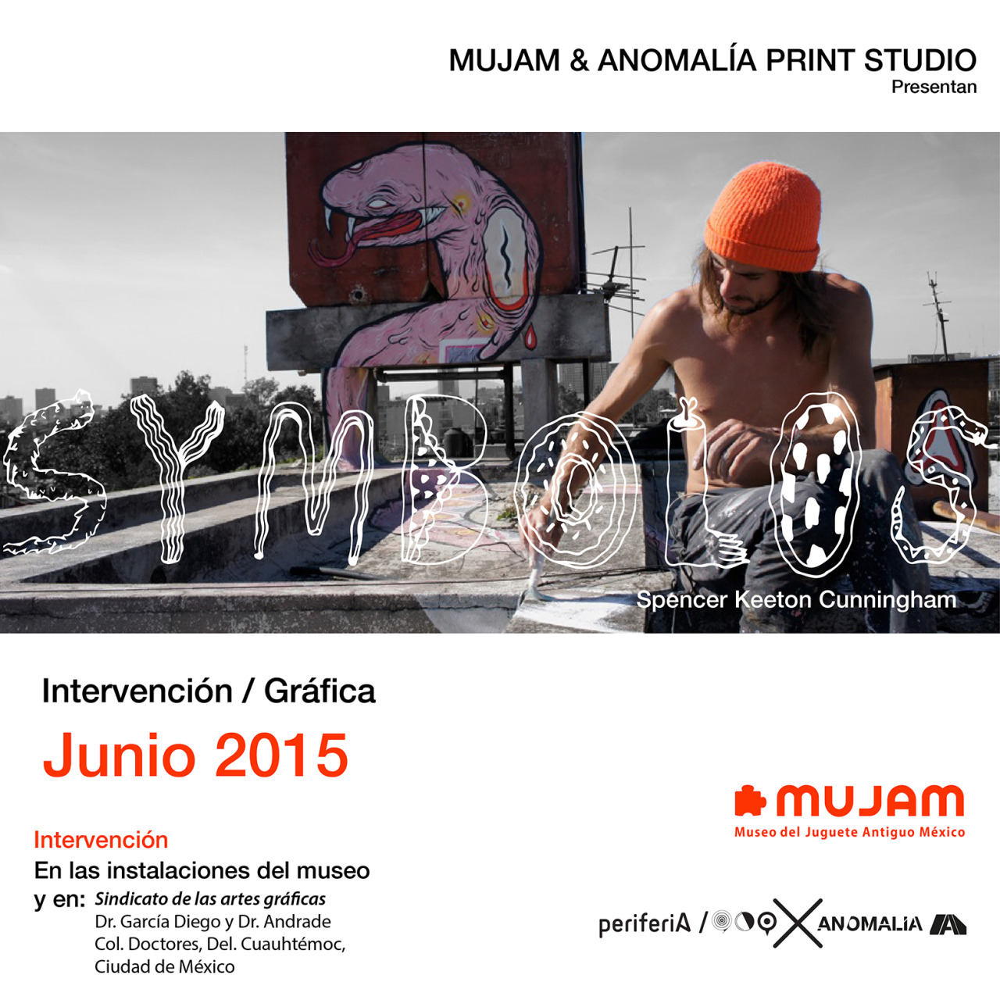 MUJAM & ANOMALÍA PRINT STUDIO
Presentan
SYMBOLOS
Spencer Keeton Cunningham
Intervención / Gráfica
Junio 2015
Intervención
En las instalaciones del museo
y en: Sindicato de las artes gráficas
Dr. García Diego y Dr. Andrade
Col. Doctores, Del. Cuauhtémoc,
Ciudad de México
MUJAM
Museo del Juguete Antiguo México
periferiA / X ANOMALIA